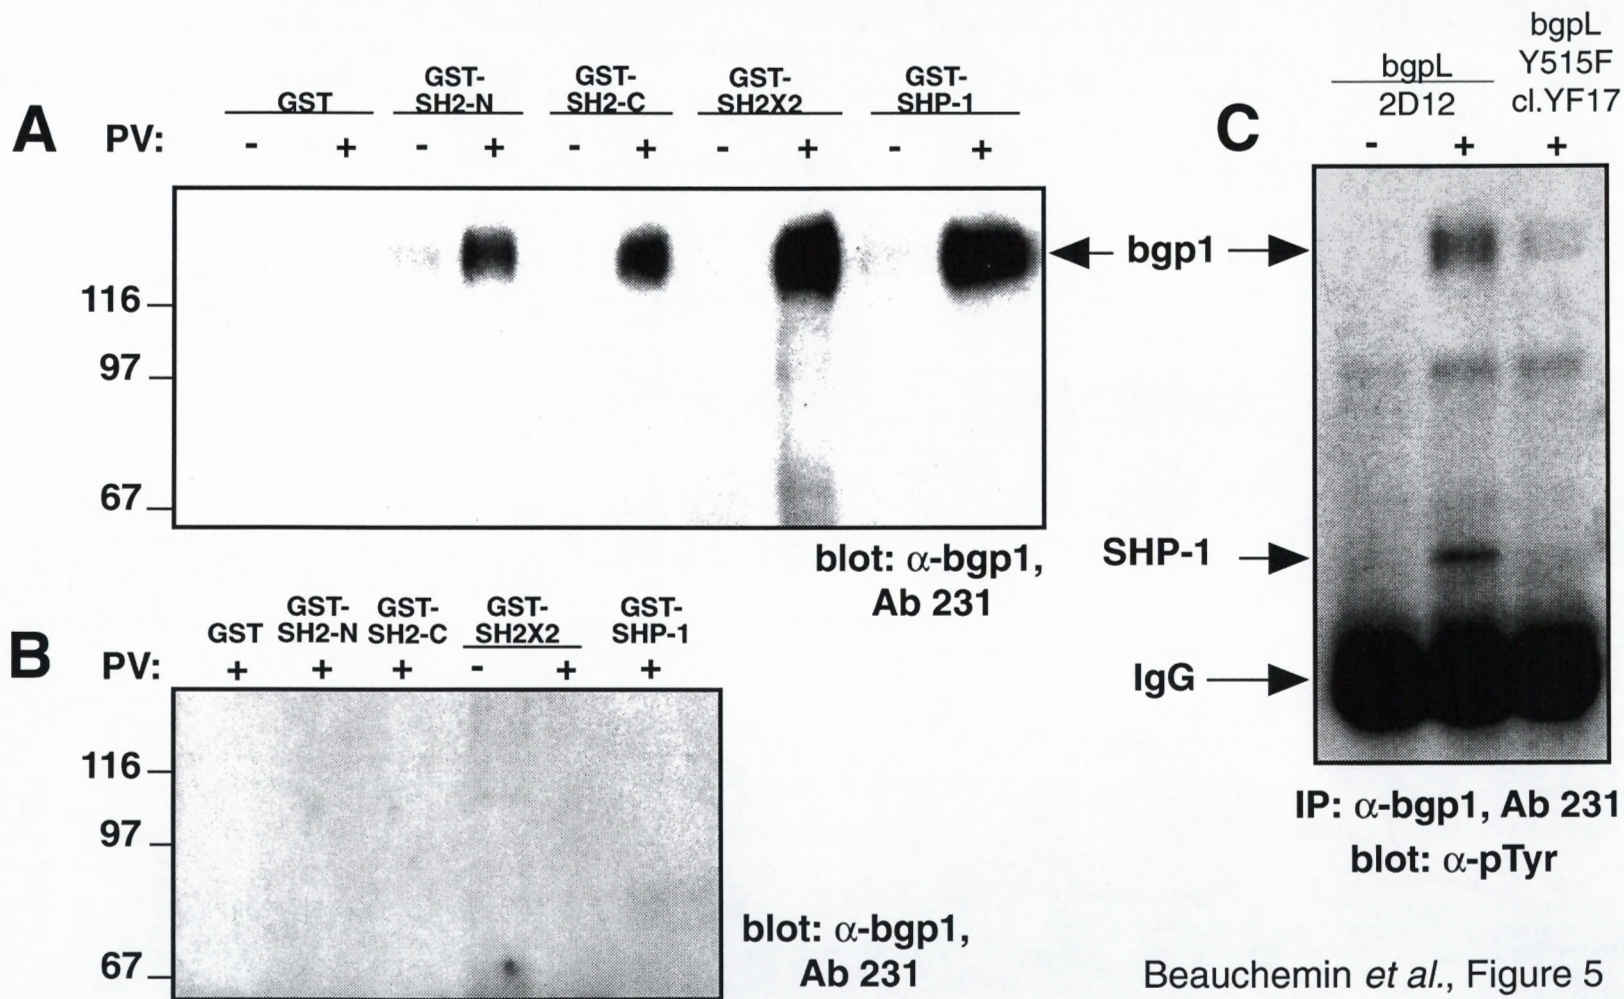 A
PV:
GST
GST-
SH2-N
GST-
SH2-C
GST-
SH2X2
GST-
SHP-1
- + - + - + - + - +
116
97
67
bgp1
blot: α-bgp1,
Ab 231
B
PV:
GST
GST-
SH2-N
GST-
SH2-C
GST-
SH2X2
GST-
SHP-1
+ + + - + +
116
97
67
blot: α-bgp1,
Ab 231
C
bgpL
2D12
bgpL
Y515F
cl.YF17
- + +
SHP-1
IgG
IP: α-bgp1, Ab 231
blot: α-pTyr
Beauchemin et al., Figure 5